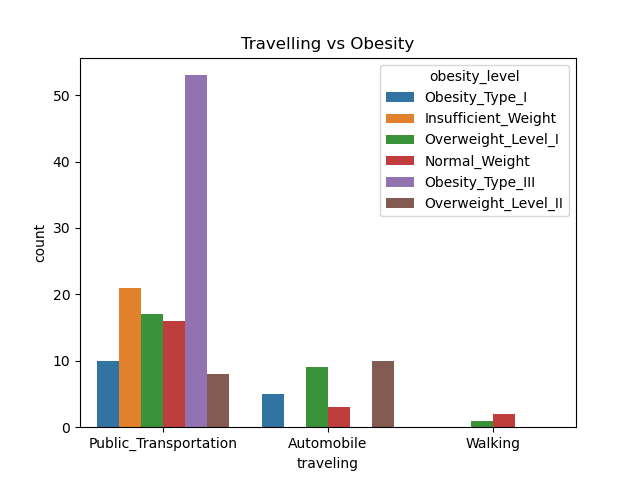 Travelling vs Obesity
obesity_level
Obesity_Type_I
Insufficient_Weight
Overweight_Level_I
Normal_Weight
Obesity_Type_III
Overweight_Level_II
count
50
40
30
20
10
0
Public_Transportation Automobile Walking
traveling